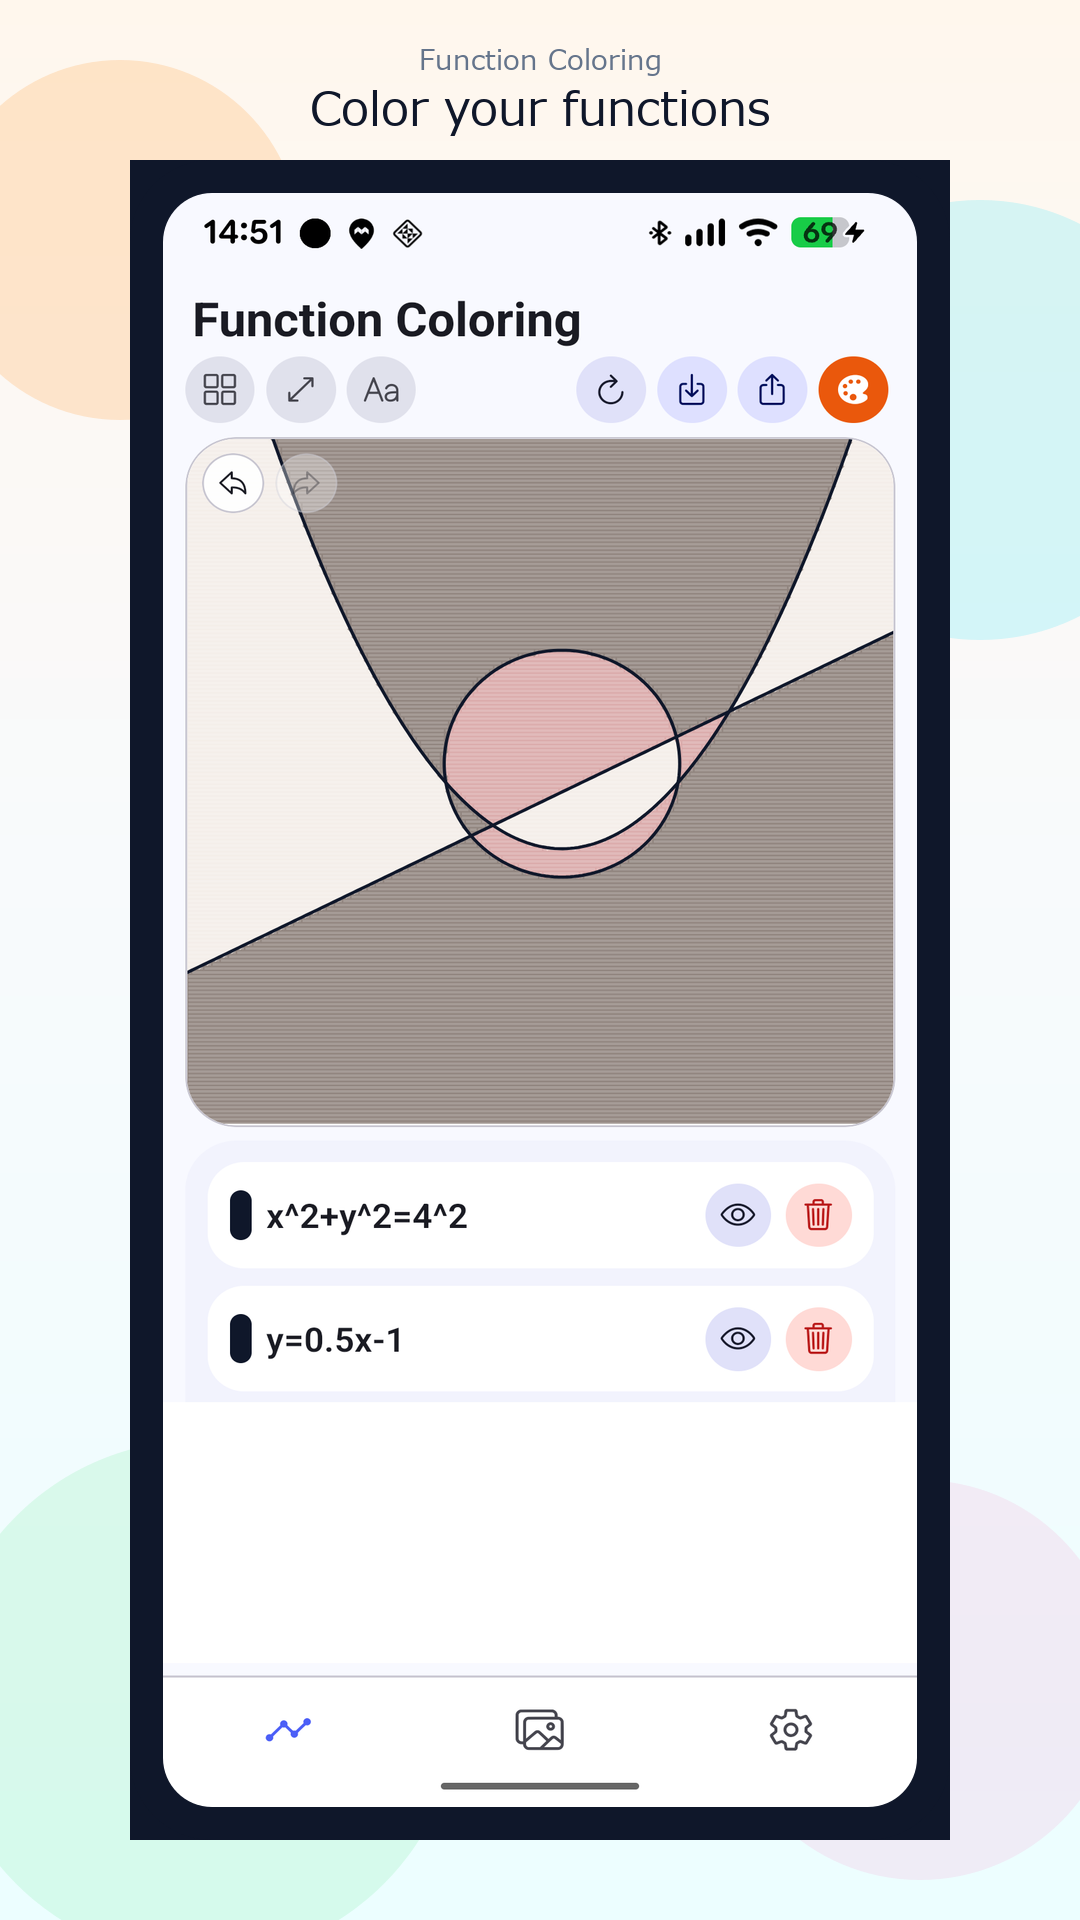 Function Coloring
Color your functions
14:51
69
Function Coloring
Aa
x^2+y^2=4^2
y=0.5x-1